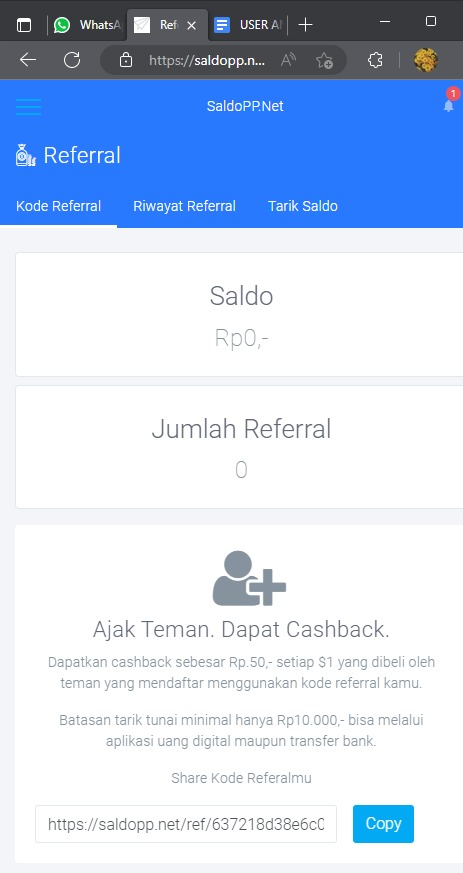 WhatsA
Ref
USER A
https://saldopp.n...
SaldoPP.Net
1
Referral
Kode Referral Riwayat Referral Tarik Saldo
Saldo
Rp0,-
Jumlah Referral
0
Ajak Teman. Dapat Cashback.
Dapatkan cashback sebesar Rp.50,- setiap $1 yang dibeli oleh
teman yang mendaftar menggunakan kode referral kamu.
Batasan tarik tunai minimal hanya Rp10.000,- bisa melalui
aplikasi uang digital maupun transfer bank.
Share Kode Referalmu
https://saldopp.net/ref/637218d38e6c0
Copy